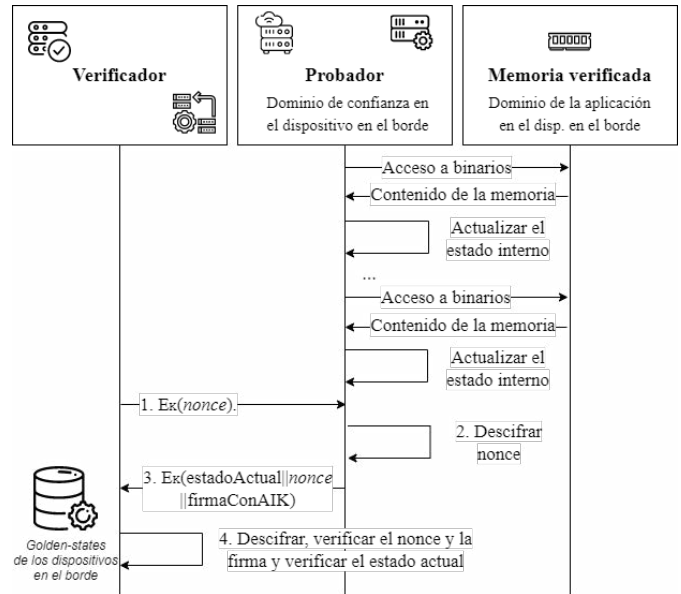 Verificador
Probador
Dominio de confianza en
el dispositivo en el borde
Memoria verificada
Dominio de la aplicación
en el disp. en el borde
Acceso a binarios
Contenido de la memoria
Actualizar el
estado interno
...
Acceso a binarios
Contenido de la memoria
Actualizar el
estado interno
1. Eᴋ(nonce).
2. Descifrar
nonce
3. Eᴋ(estadoActual||nonce
||firmaConAIK)
4. Descifrar, verificar el nonce y la
firma y verificar el estado actual
Golden-states
de los dispositivos
en el borde